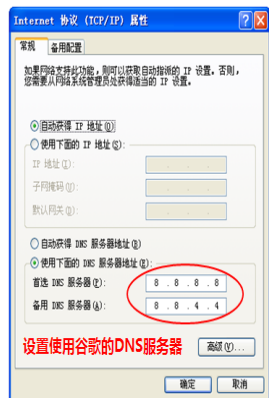 Internet 协议 (TCP/IP) 属性
常规 备用配置
如果网络支持此功能，则可以获取自动指派的 IP 设置。否则，
您需要从网络系统管理员处获得适当的 IP 设置。
自动获得 IP 地址(O)
使用下面的 IP 地址(S):
IP 地址(I):
子网掩码(U):
默认网关(D):
自动获得 DNS 服务器地址(B)
使用下面的 DNS 服务器地址(E):
首选 DNS 服务器(P): 8 . 8 . 8 . 8
备用 DNS 服务器(A): 8 . 8 . 4 . 4
设置使用谷歌的DNS服务器
高级(V)...
确定 取消